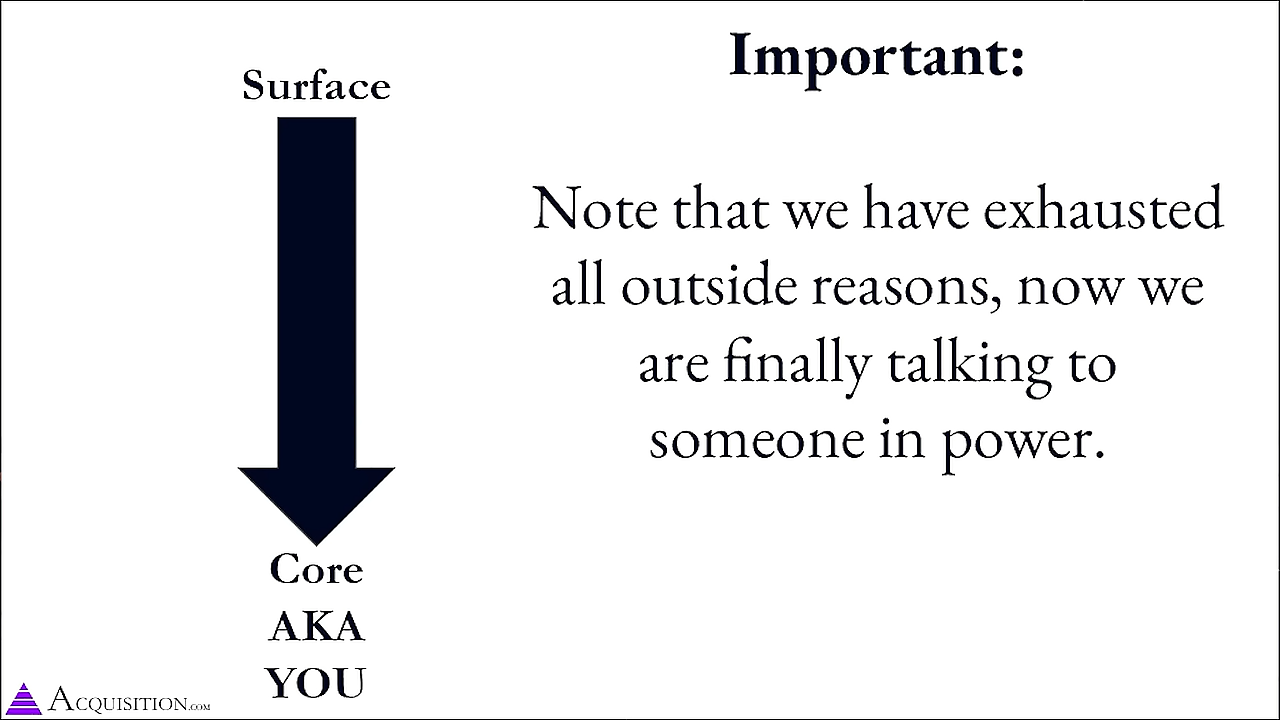 Surface
Core
AKA
YOU
Important:
Note that we have exhausted
all outside reasons, now we
are finally talking to
someone in power.
ACQUISITION.COM